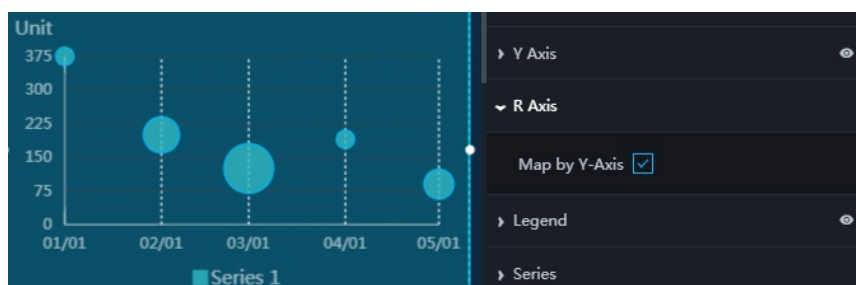 Unit
375
300
225
150
75
0
01/01 02/01 03/01 04/01 05/01
Series 1
Y Axis
R Axis
Map by Y-Axis
Legend
Series